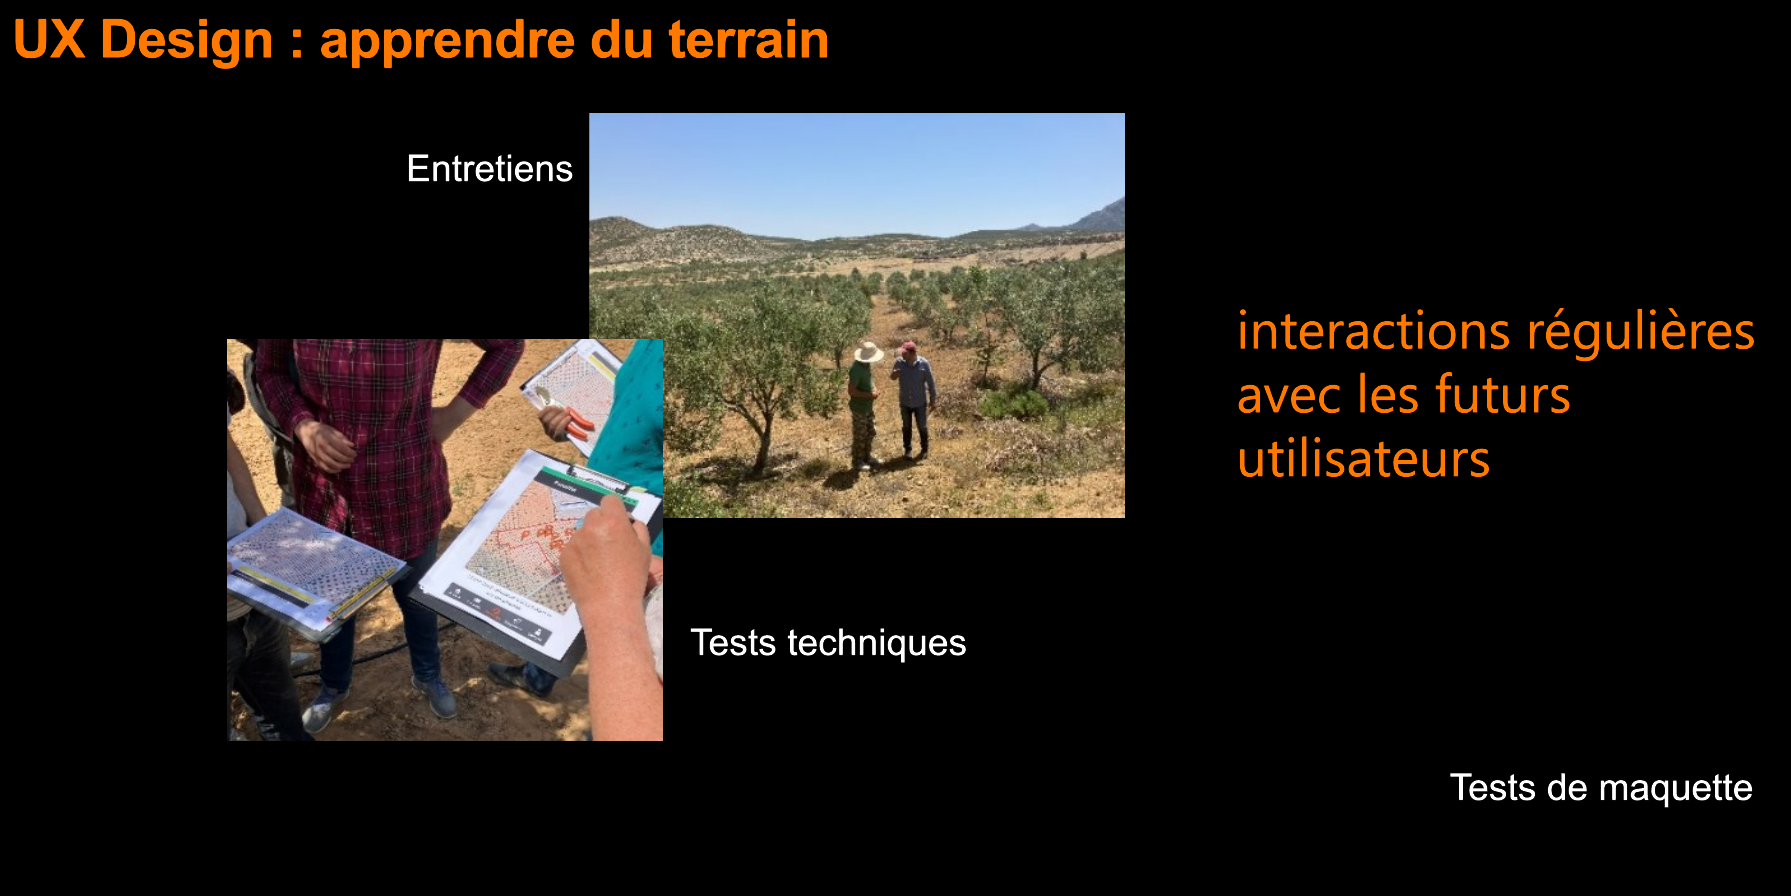 UX Design : apprendre du terrain
Entretiens
interactions régulières
avec les futurs
utilisateurs
Tests techniques
Tests de maquette